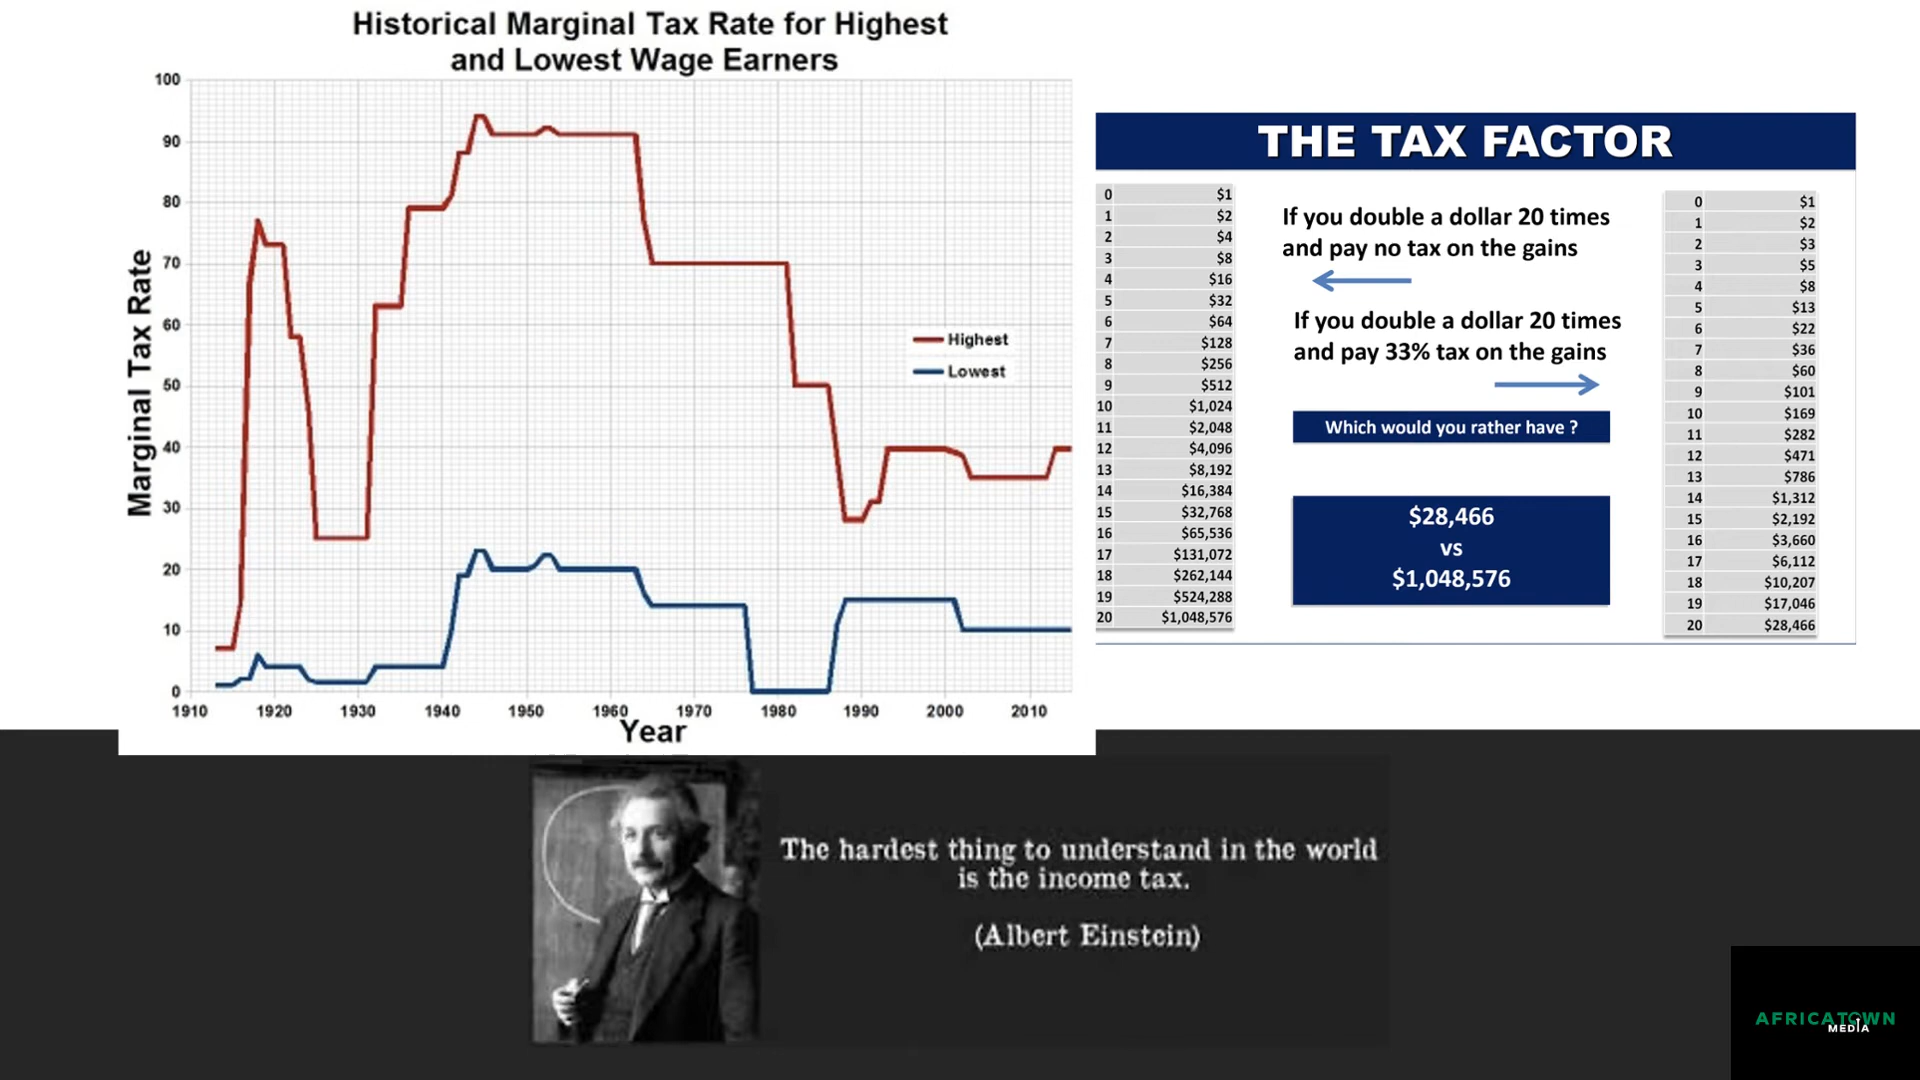 Historical Marginal Tax Rate for Highest
and Lowest Wage Earners
Marginal Tax Rate
100
90
80
70
60
50
40
30
20
10
0
Highest
Lowest
1910 1920 1930 1940 1950 1960 1970 1980 1990 2000 2010
Year
THE TAX FACTOR
0 $1
1 $2
2 $4
3 $8
4 $16
5 $32
6 $64
7 $128
8 $256
9 $512
10 $1,024
11 $2,048
12 $4,096
13 $8,192
14 $16,384
15 $32,768
16 $65,536
17 $131,072
18 $262,144
19 $524,288
20 $1,048,576
If you double a dollar 20 times
and pay no tax on the gains
If you double a dollar 20 times
and pay 33% tax on the gains
Which would you rather have ?
$28,466
vs
$1,048,576
0 $1
1 $2
2 $3
3 $5
4 $8
5 $13
6 $22
7 $36
8 $60
9 $101
10 $169
11 $282
12 $471
13 $786
14 $1,312
15 $2,192
16 $3,660
17 $6,112
18 $10,207
19 $17,046
20 $28,466
The hardest thing to understand in the world
is the income tax.
(Albert Einstein)
AFRICATOWN
MEDIA